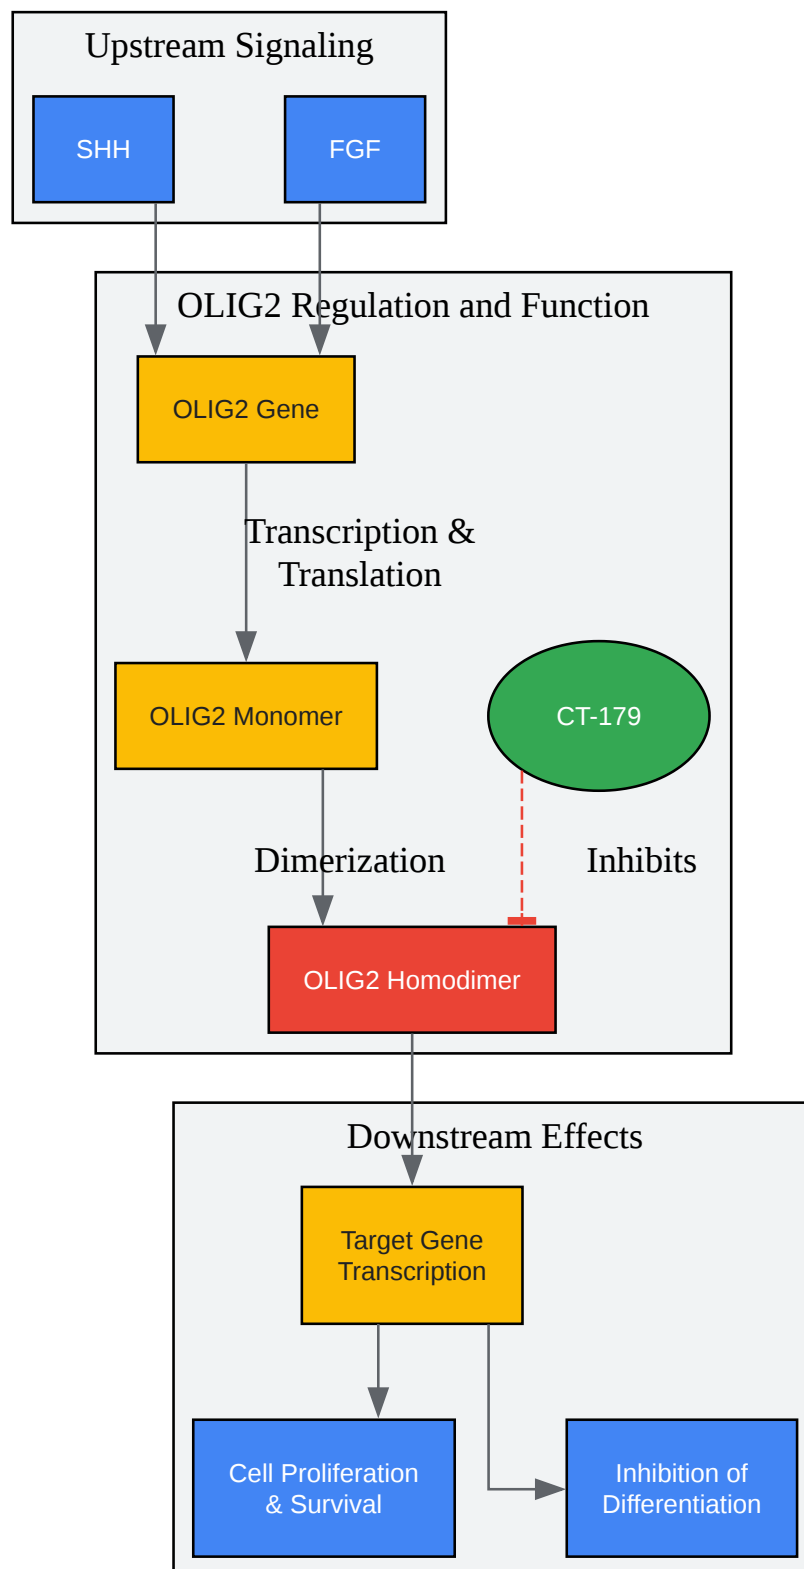 Upstream Signaling
SHH
FGF
OLIG2 Regulation and Function
OLIG2 Gene
Transcription &
Translation
OLIG2 Monomer
CT-179
Dimerization
Inhibits
OLIG2 Homodimer
Downstream Effects
Target Gene
Transcription
Cell Proliferation
& Survival
Inhibition of
Differentiation